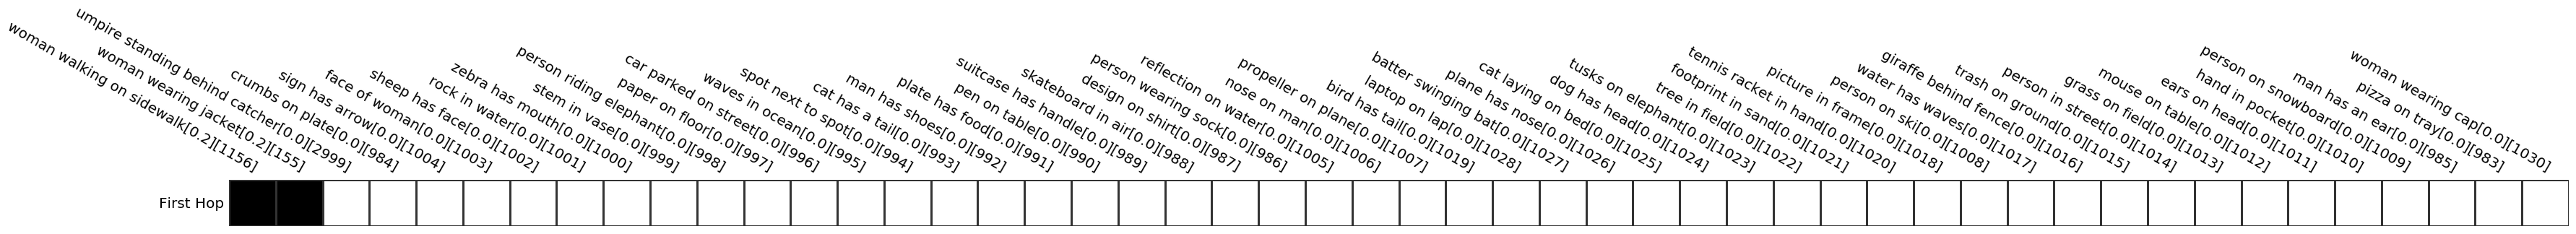 woman walking on sidewalk[0.2][1156]
woman wearing jacket[0.2][155]
umpire standing behind catcher[0.0][2999]
crumbs on plate[0.0][984]
sign has arrow[0.0][1004]
face of woman[0.0][1003]
sheep has face[0.0][1002]
rock in water[0.0][1001]
zebra has mouth[0.0][1000]
stem in vase[0.0][999]
person riding elephant[0.0][998]
paper on floor[0.0][997]
car parked on street[0.0][996]
waves in ocean[0.0][995]
spot next to spot[0.0][994]
cat has a tail[0.0][993]
man has shoes[0.0][992]
plate has food[0.0][991]
pen on table[0.0][990]
suitcase has handle[0.0][989]
skateboard in air[0.0][988]
design on shirt[0.0][987]
person wearing sock[0.0][986]
reflection on water[0.0][1005]
nose on man[0.0][1006]
propeller on plane[0.0][1007]
bird has tail[0.0][1019]
laptop on lap[0.0][1028]
batter swinging bat[0.0][1027]
plane has nose[0.0][1026]
cat laying on bed[0.0][1025]
dog has head[0.0][1024]
tusks on elephant[0.0][1023]
tree in field[0.0][1022]
footprint in sand[0.0][1021]
tennis racket in hand[0.0][1020]
picture in frame[0.0][1018]
person on ski[0.0][1008]
water has waves[0.0][1017]
giraffe behind fence[0.0][1016]
trash on ground[0.0][1015]
person in street[0.0][1014]
grass on field[0.0][1013]
mouse on table[0.0][1012]
ears on head[0.0][1011]
hand in pocket[0.0][1010]
person on snowboard[0.0][1009]
man has an ear[0.0][985]
pizza on tray[0.0][983]
woman wearing cap[0.0][1030]
First Hop